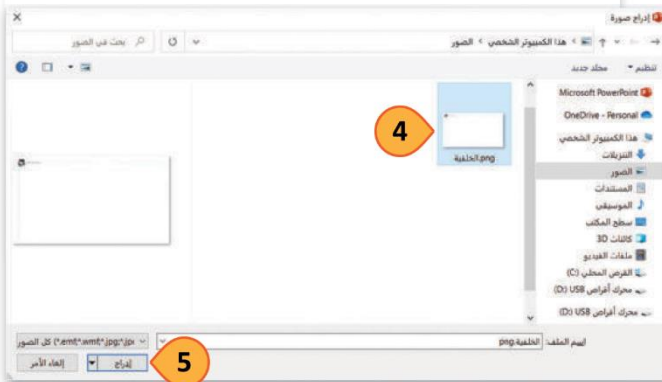 إدراج صورة
هذا الكمبيوتر الشخصي
الصور
بحث في الصور
تنظيم
مجلد جديد
Microsoft PowerPoint
OneDrive - Personal
هذا الكمبيوتر الشخصي
التنزيلات
الصور
المستندات
الموسيقى
سطح المكتب
كائنات 3D
ملفات الفيديو
القرص المحلي (C:)
محرك أقراص USB (D:)
محرك أقراص USB (D:)
4
الخلفية.png
اسم الملف:
الخلفية.png
كل الصور (*.emf;*.wmf;*.jpg;*.jp
5
إدراج
إلغاء الأمر